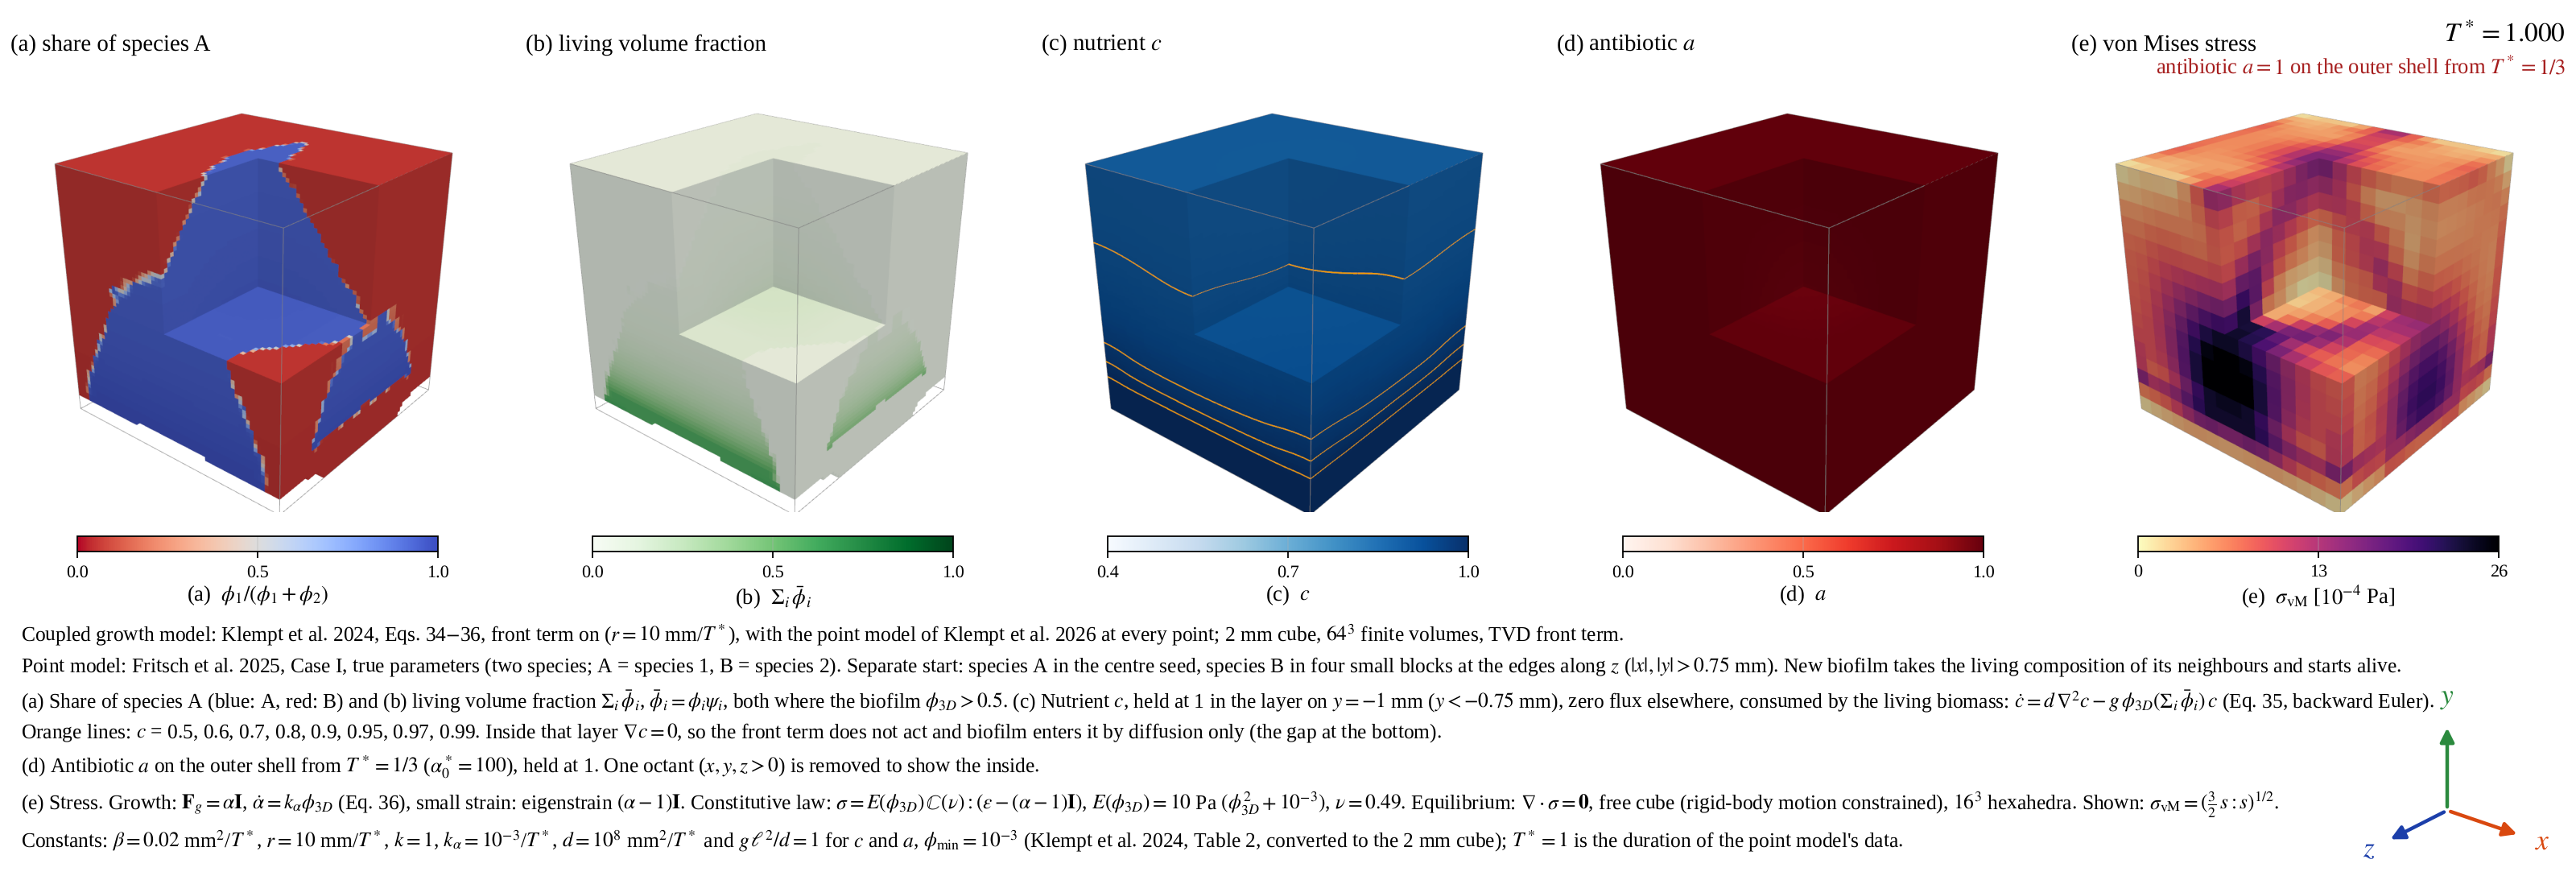 (a) share of species A
(b) living volume fraction
(c) nutrient c
(d) antibiotic a
(e) von Mises stress
T* = 1.000
antibiotic a = 1 on the outer shell from T* = 1/3
0.0 0.5 1.0
(a) ϕ₁/(ϕ₁ + ϕ₂)
0.0 0.5 1.0
(b) Σᵢ ϕ̄ᵢ
0.4 0.7 1.0
(c) c
0.0 0.5 1.0
(d) a
0 13 26
(e) σ_vM [10⁻⁴ Pa]
Coupled growth model: Klempt et al. 2024, Eqs. 34−36, front term on (r = 10 mm/T*), with the point model of Klempt et al. 2026 at every point; 2 mm cube, 64³ finite volumes, TVD front term.
Point model: Fritsch et al. 2025, Case I, true parameters (two species; A = species 1, B = species 2). Separate start: species A in the centre seed, species B in four small blocks at the edges along z (|x|, |y| > 0.75 mm). New biofilm takes the living composition of its neighbours and starts alive.
(a) Share of species A (blue: A, red: B) and (b) living volume fraction Σᵢ ϕ̄ᵢ, ϕ̄ᵢ = ϕᵢψᵢ, both where the biofilm ϕ_3D > 0.5. (c) Nutrient c, held at 1 in the layer on y = −1 mm (y < −0.75 mm), zero flux elsewhere, consumed by the living biomass: ċ = d ∇²c − g ϕ_3D(Σᵢ ϕ̄ᵢ) c (Eq. 35, backward Euler).
Orange lines: c = 0.5, 0.6, 0.7, 0.8, 0.9, 0.95, 0.97, 0.99. Inside that layer ∇c = 0, so the front term does not act and biofilm enters it by diffusion only (the gap at the bottom).
(d) Antibiotic a on the outer shell from T* = 1/3 (α₀* = 100), held at 1. One octant (x, y, z > 0) is removed to show the inside.
(e) Stress. Growth: F_g = αI, α̇ = k_α ϕ_3D (Eq. 36), small strain: eigenstrain (α − 1)I. Constitutive law: σ = E(ϕ_3D) ℂ(ν) : (ε − (α − 1)I), E(ϕ_3D) = 10 Pa (ϕ²_3D + 10⁻³), ν = 0.49. Equilibrium: ∇ · σ = 0, free cube (rigid-body motion constrained), 16³ hexahedra. Shown: σ_vM = (3/2 s : s)^1/2.
Constants: β = 0.02 mm²/T*, r = 10 mm/T*, k = 1, k_α = 10⁻³/T*, d = 10⁸ mm²/T* and gℓ²/d = 1 for c and a, ϕ_min = 10⁻³ (Klempt et al. 2024, Table 2, converted to the 2 mm cube); T* = 1 is the duration of the point model's data.
y
x
z